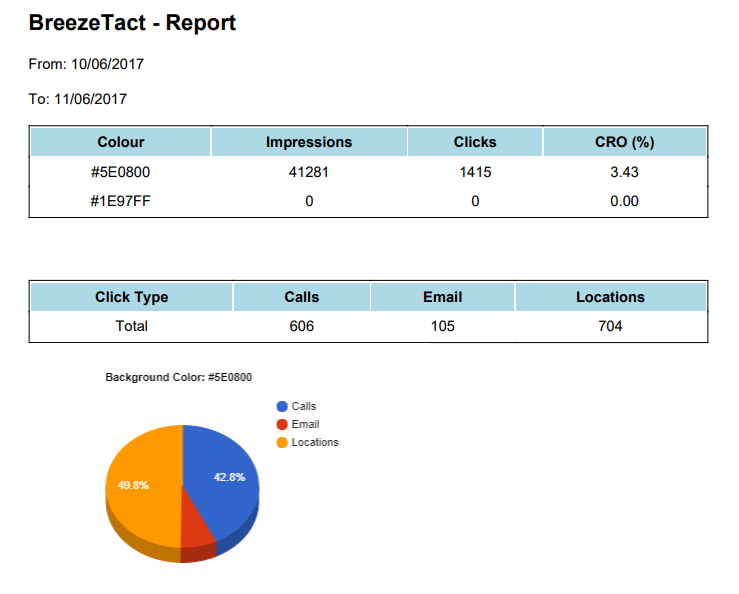 BreezeTact - Report
From: 10/06/2017
To: 11/06/2017
Colour Impressions Clicks CRO (%)
#5E0800 41281 1415 3.43
#1E97FF 0 0 0.00
Click Type Calls Email Locations
Total 606 105 704
Background Color: #5E0800
Calls
Email
Locations
42.8%
49.8%